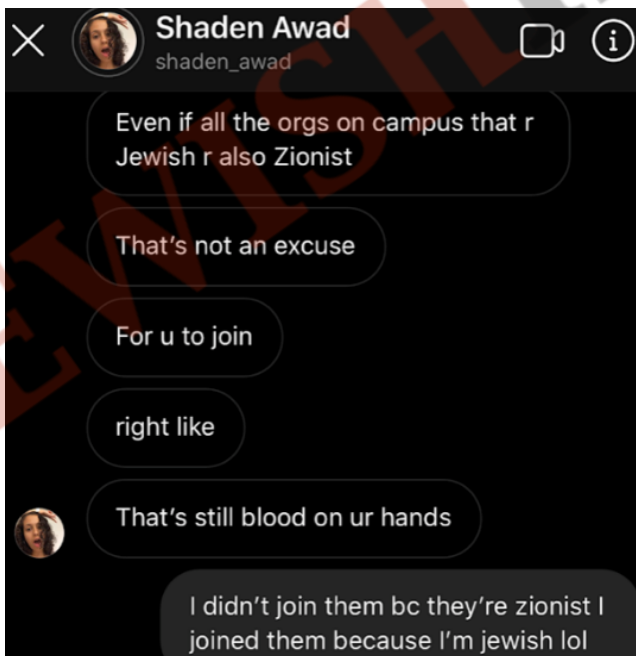 Shaden Awad
shaden_awad
Even if all the orgs on campus that r
Jewish r also Zionist
That's not an excuse
For u to join
right like
That's still blood on ur hands
I didn't join them bc they're zionist I
joined them because I'm jewish lol
EWISH